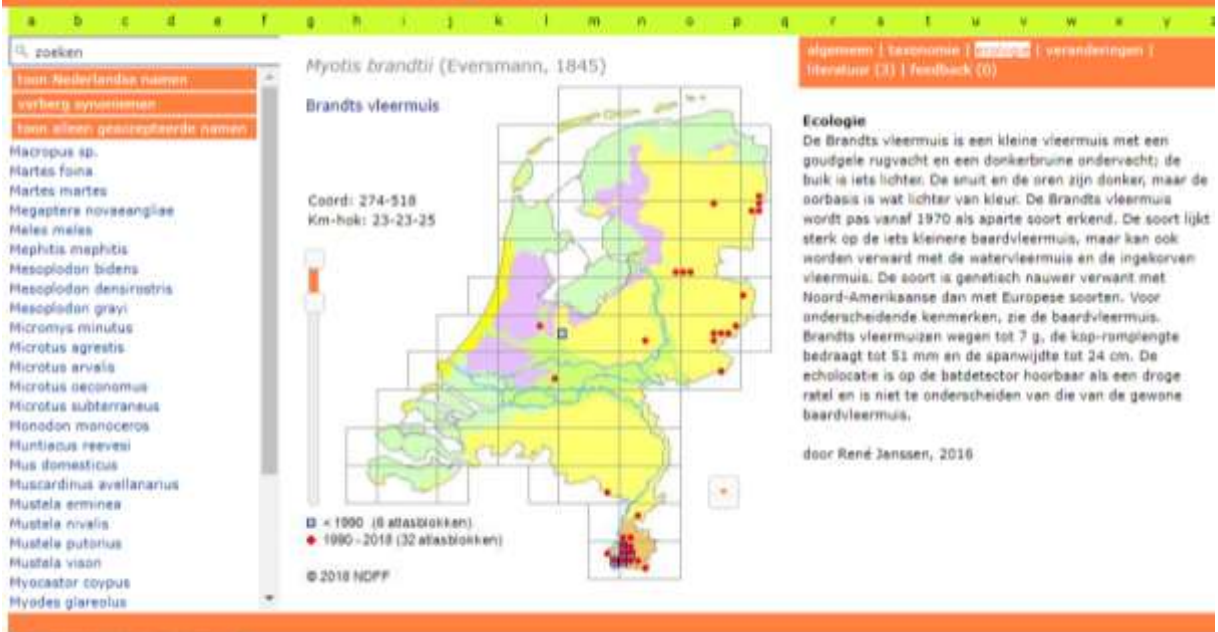 a b c d e f g h i j k l m n o p q r s t u v w x y z
zoeken
toon Nederlandse namen
verberg synoniemen
toon alleen geaccepteerde namen
Macropus sp.
Martes foina
Martes martes
Megaptera novaeangliae
Meles meles
Mephitis mephitis
Mesoplodon bidens
Mesoplodon densirostris
Mesoplodon grayi
Micromys minutus
Microtus agrestis
Microtus arvalis
Microtus oeconomus
Microtus subterraneus
Monodon monoceros
Muntiacus reevesi
Mus domesticus
Muscardinus avellanarius
Mustela erminea
Mustela nivalis
Mustela putorius
Mustela vison
Myocastor coypus
Myodes glareolus
Myotis brandtii (Eversmann, 1845)
Brandts vleermuis
Coord: 274-518
Km-hok: 23-23-25
< 1990 (6 atlasblokken)
1990 - 2018 (32 atlasblokken)
© 2018 NDFF
algemeen | taxonomie | ecologie | veranderingen |
literatuur (3) | feedback (0)
Ecologie
De Brandts vleermuis is een kleine vleermuis met een
goudgele rugvacht en een donkerbruine ondervacht; de
buik is iets lichter. De snuit en de oren zijn donker, maar de
oorbasis is wat lichter van kleur. De Brandts vleermuis
wordt pas vanaf 1970 als aparte soort erkend. De soort lijkt
sterk op de iets kleinere baardvleermuis, maar kan ook
worden verward met de watervleermuis en de ingekorven
vleermuis. De soort is genetisch nauwer verwant met
Noord-Amerikaanse dan met Europese soorten. Voor
onderscheidende kenmerken, zie de baardvleermuis.
Brandts vleermuizen wegen tot 7 g, de kop-romplengte
bedraagt tot 51 mm en de spanwijdte tot 24 cm. De
echolocatie is op de batdetector hoorbaar als een droge
ratel en is niet te onderscheiden van die van de gewone
baardvleermuis.
door René Janssen, 2016